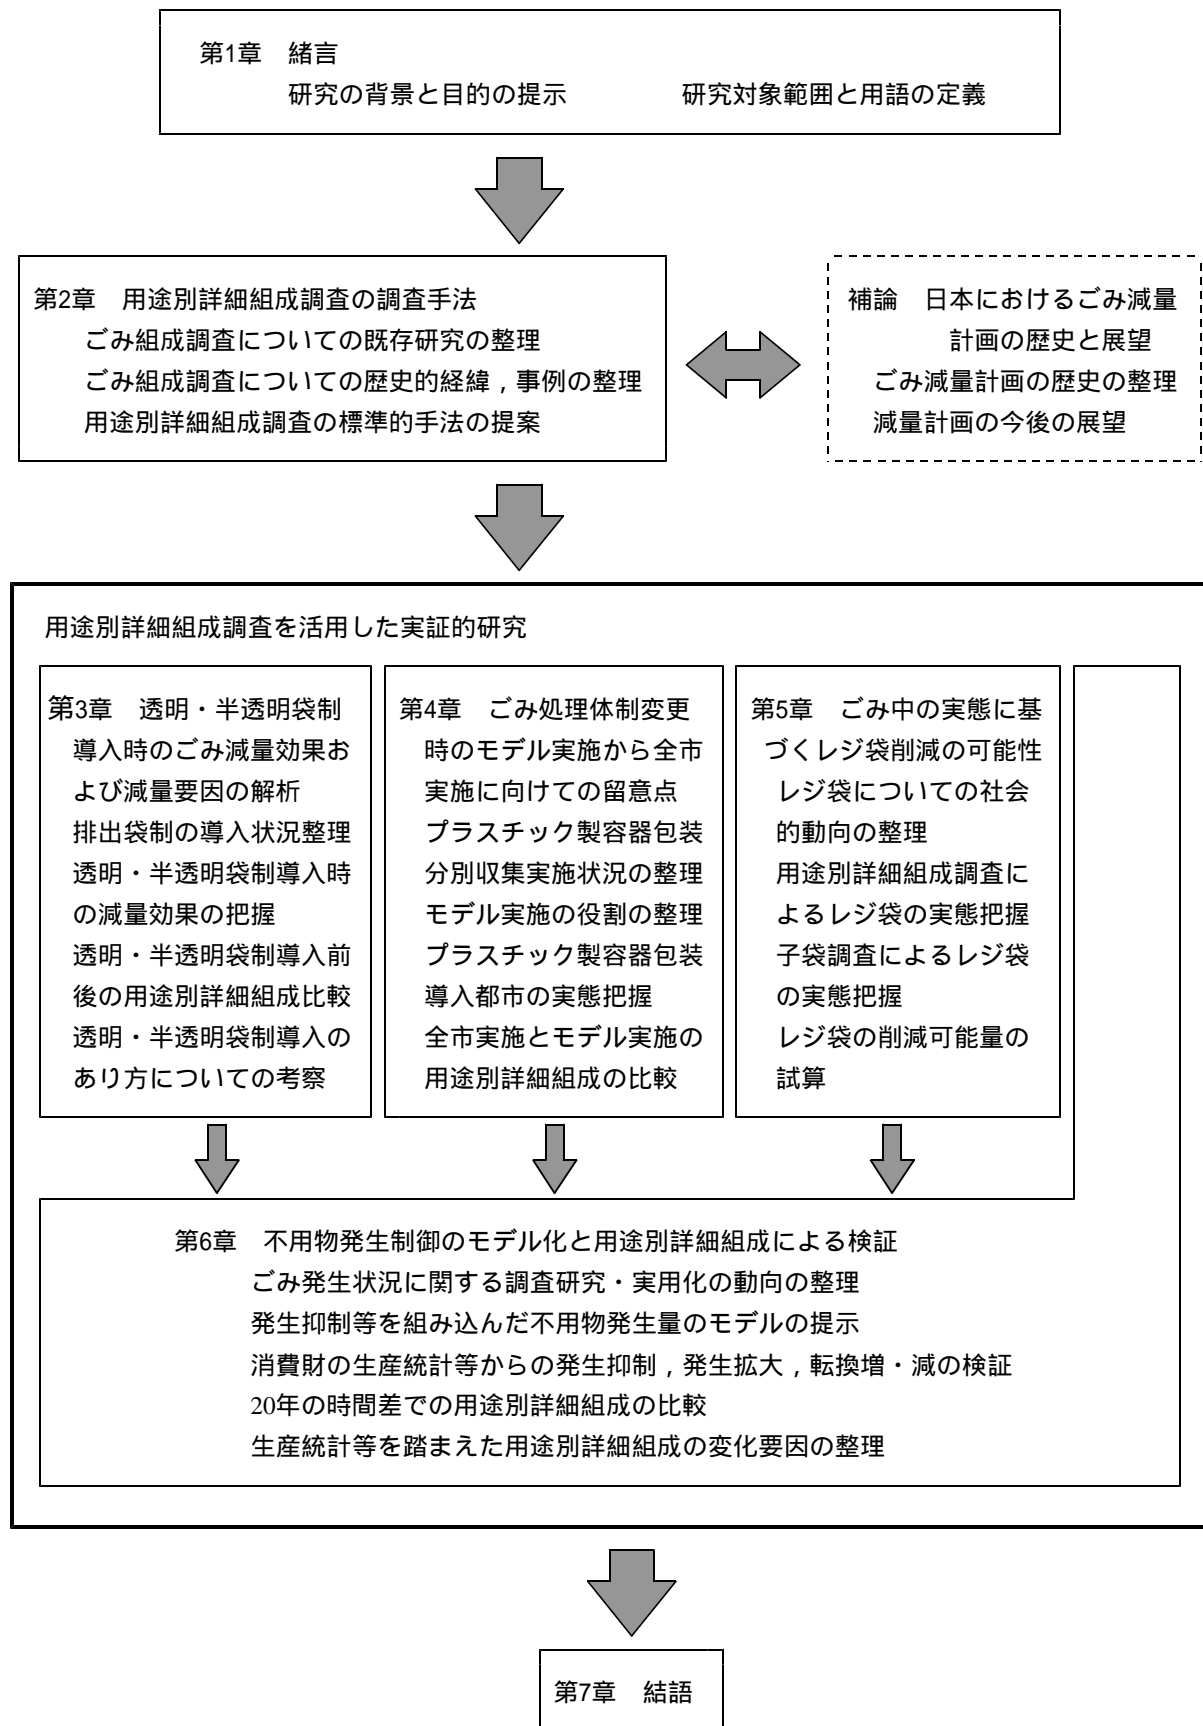 第1章　緒言
研究の背景と目的の提示　　　　研究対象範囲と用語の定義
第2章　用途別詳細組成調査の調査手法
ごみ組成調査についての既存研究の整理
ごみ組成調査についての歴史的経緯，事例の整理
用途別詳細組成調査の標準的手法の提案
補論　日本におけるごみ減量
計画の歴史と展望
ごみ減量計画の歴史の整理
減量計画の今後の展望
用途別詳細組成調査を活用した実証的研究
第3章　透明・半透明袋制
導入時のごみ減量効果お
よび減量要因の解析
排出袋制の導入状況整理
透明・半透明袋制導入時
の減量効果の把握
透明・半透明袋制導入前
後の用途別詳細組成比較
透明・半透明袋制導入の
あり方についての考察
第4章　ごみ処理体制変更
時のモデル実施から全市
実施に向けての留意点
プラスチック製容器包装
分別収集実施状況の整理
モデル実施の役割の整理
プラスチック製容器包装
導入都市の実態把握
全市実施とモデル実施の
用途別詳細組成の比較
第5章　ごみ中の実態に基
づくレジ袋削減の可能性
レジ袋についての社会
的動向の整理
用途別詳細組成調査に
よるレジ袋の実態把握
子袋調査によるレジ袋
の実態把握
レジ袋の削減可能量の
試算
第6章　不用物発生制御のモデル化と用途別詳細組成による検証
ごみ発生状況に関する調査研究・実用化の動向の整理
発生抑制等を組み込んだ不用物発生量のモデルの提示
消費財の生産統計等からの発生抑制，発生拡大，転換増・減の検証
20年の時間差での用途別詳細組成の比較
生産統計等を踏まえた用途別詳細組成の変化要因の整理
第7章　結語